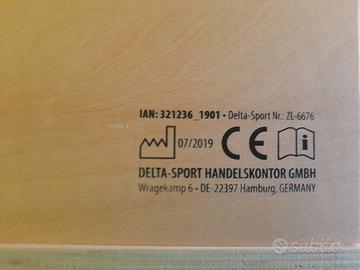 IAN: 321236_1901 • Delta-Sport Nr.: ZL-6676
07/2019 CE i
DELTA-SPORT HANDELSKONTOR GMBH
Wragekamp 6 • DE-22397 Hamburg, GERMANY
subito